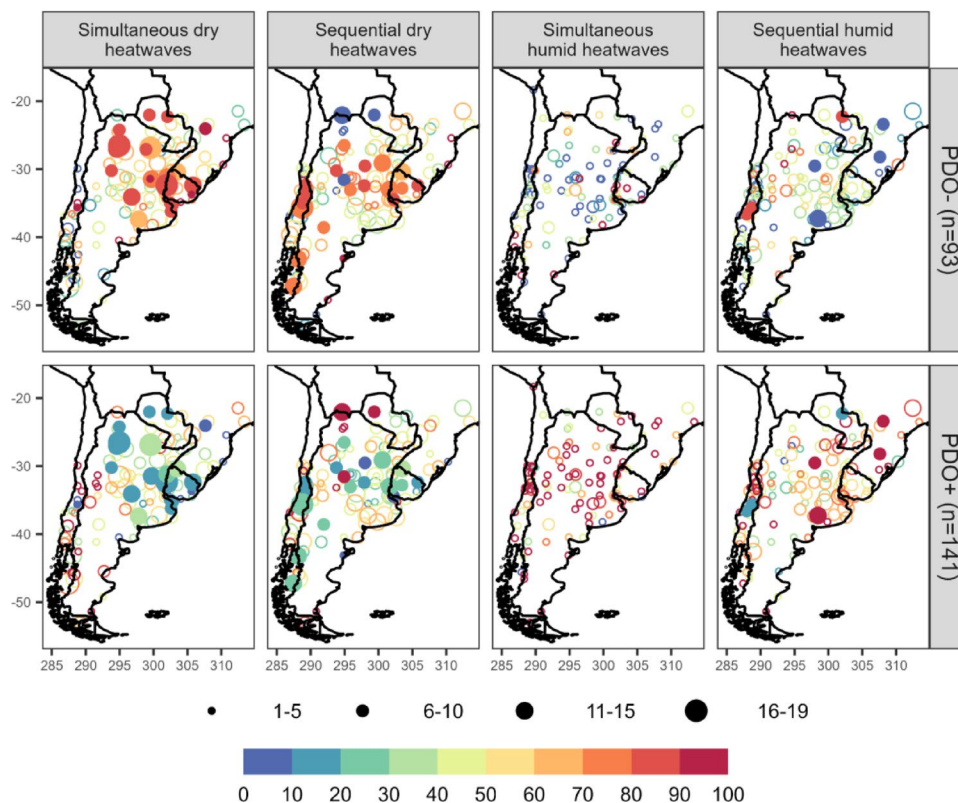 Simultaneous dry
heatwaves
Sequential dry
heatwaves
Simultaneous
humid heatwaves
Sequential humid
heatwaves
-20
-30
-40
-50
PDO- (n=93)
-20
-30
-40
-50
PDO+ (n=141)
285 290 295 300 305 310
285 290 295 300 305 310
285 290 295 300 305 310
285 290 295 300 305 310
1-5 6-10 11-15 16-19
0 10 20 30 40 50 60 70 80 90 100